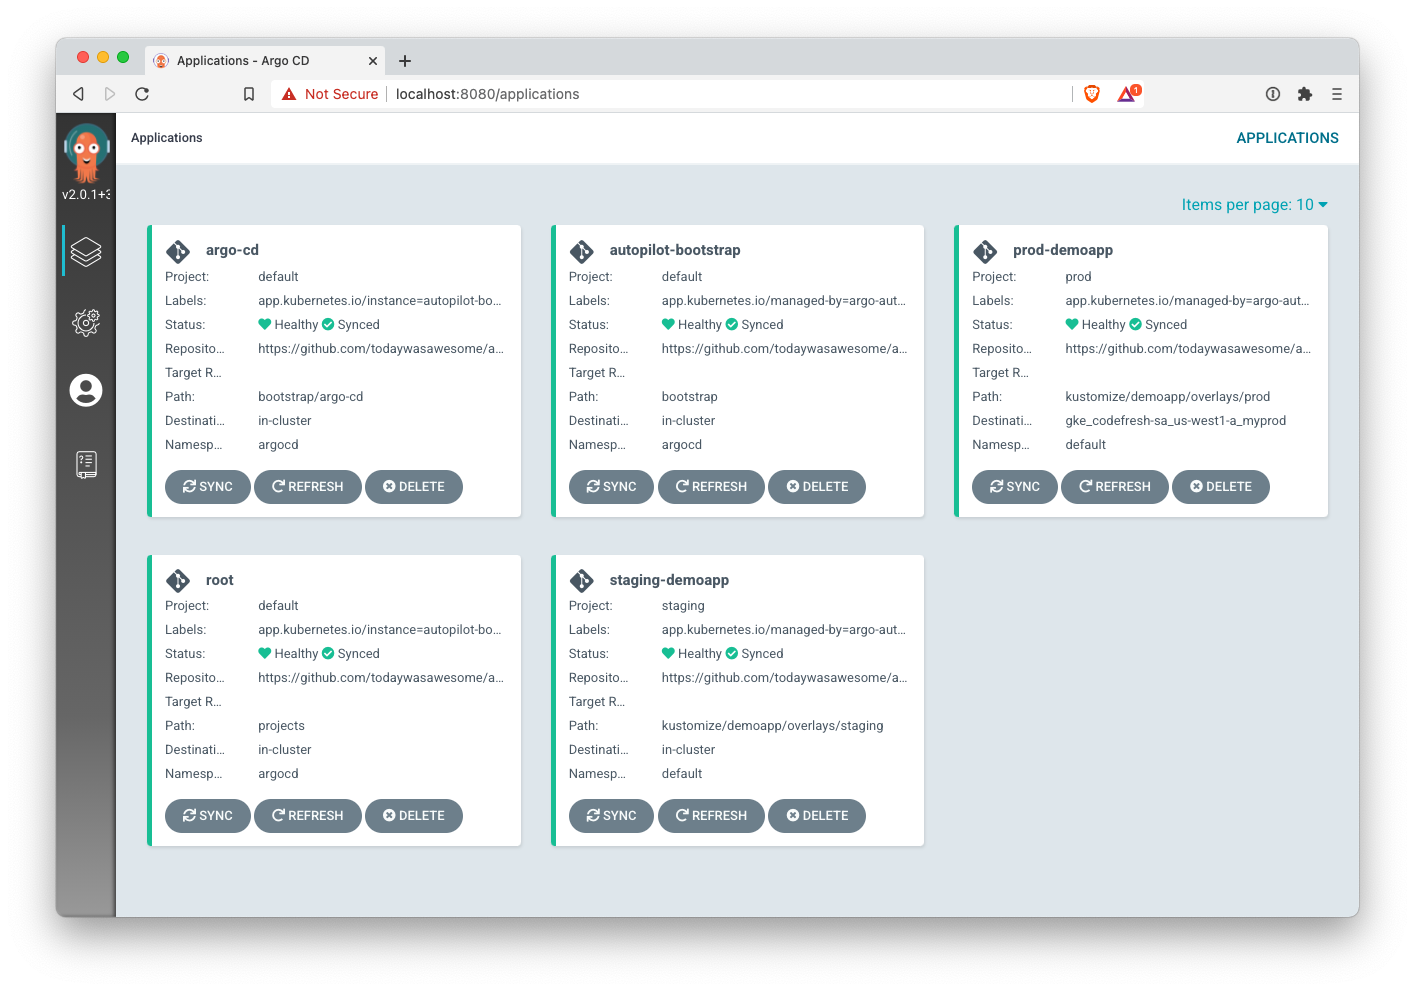 Applications - Argo CD
Not Secure localhost:8080/applications
1
v2.0.1+3
Applications
APPLICATIONS
Items per page: 10
argo-cd
Project: default
Labels: app.kubernetes.io/instance=autopilot-bo...
Status: Healthy Synced
Reposito... https://github.com/todaywasawesome/a...
Target R...
Path: bootstrap/argo-cd
Destinati... in-cluster
Namesp... argocd
SYNC REFRESH DELETE
autopilot-bootstrap
Project: default
Labels: app.kubernetes.io/managed-by=argo-aut...
Status: Healthy Synced
Reposito... https://github.com/todaywasawesome/a...
Target R...
Path: bootstrap
Destinati... in-cluster
Namesp... argocd
SYNC REFRESH DELETE
prod-demoapp
Project: prod
Labels: app.kubernetes.io/managed-by=argo-aut...
Status: Healthy Synced
Reposito... https://github.com/todaywasawesome/a...
Target R...
Path: kustomize/demoapp/overlays/prod
Destinati... gke_codefresh-sa_us-west1-a_myprod
Namesp... default
SYNC REFRESH DELETE
root
Project: default
Labels: app.kubernetes.io/instance=autopilot-bo...
Status: Healthy Synced
Reposito... https://github.com/todaywasawesome/a...
Target R...
Path: projects
Destinati... in-cluster
Namesp... argocd
SYNC REFRESH DELETE
staging-demoapp
Project: staging
Labels: app.kubernetes.io/managed-by=argo-aut...
Status: Healthy Synced
Reposito... https://github.com/todaywasawesome/a...
Target R...
Path: kustomize/demoapp/overlays/staging
Destinati... in-cluster
Namesp... default
SYNC REFRESH DELETE